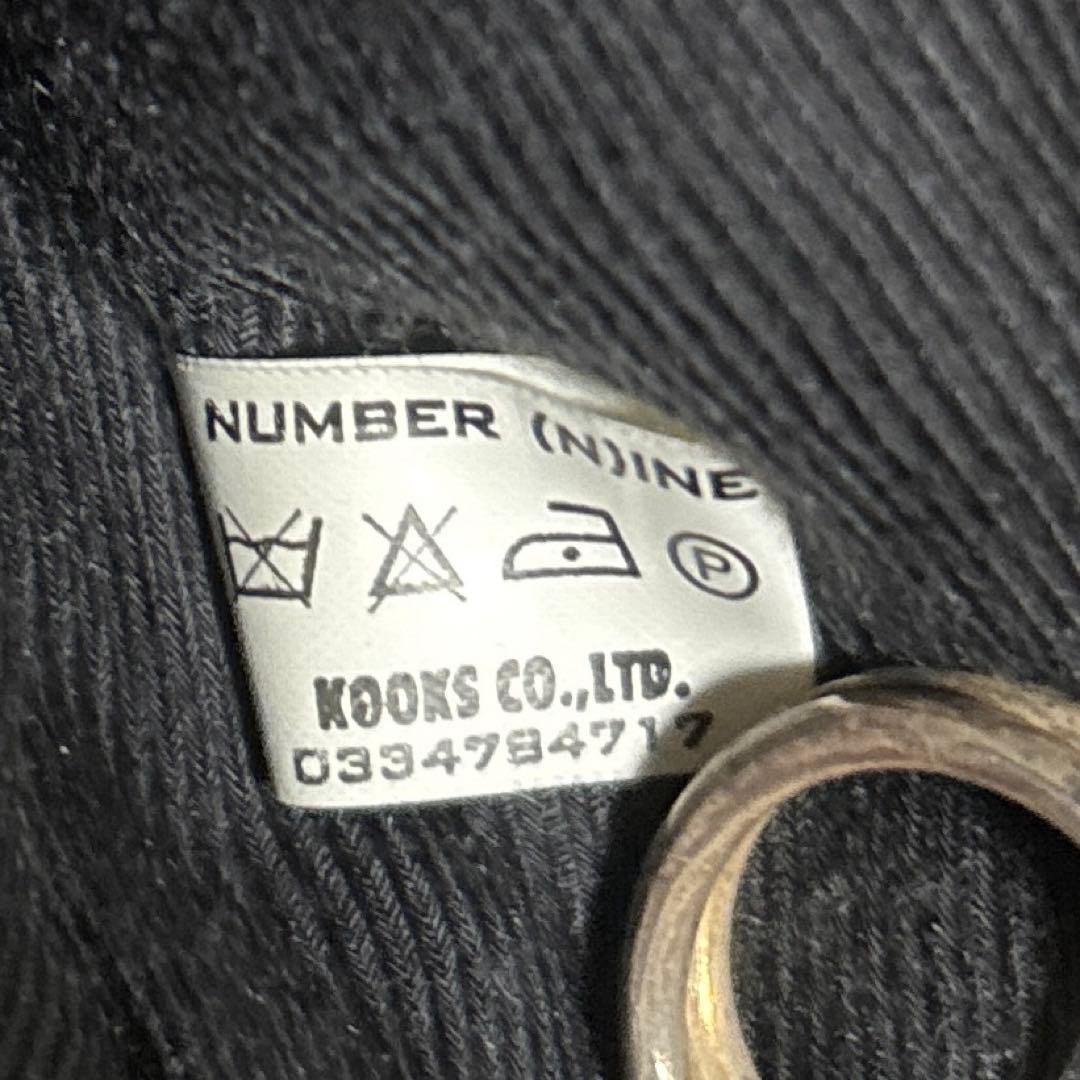 NUMBER (N)INE
P
KOOKS CO.,LTD.
0334784717